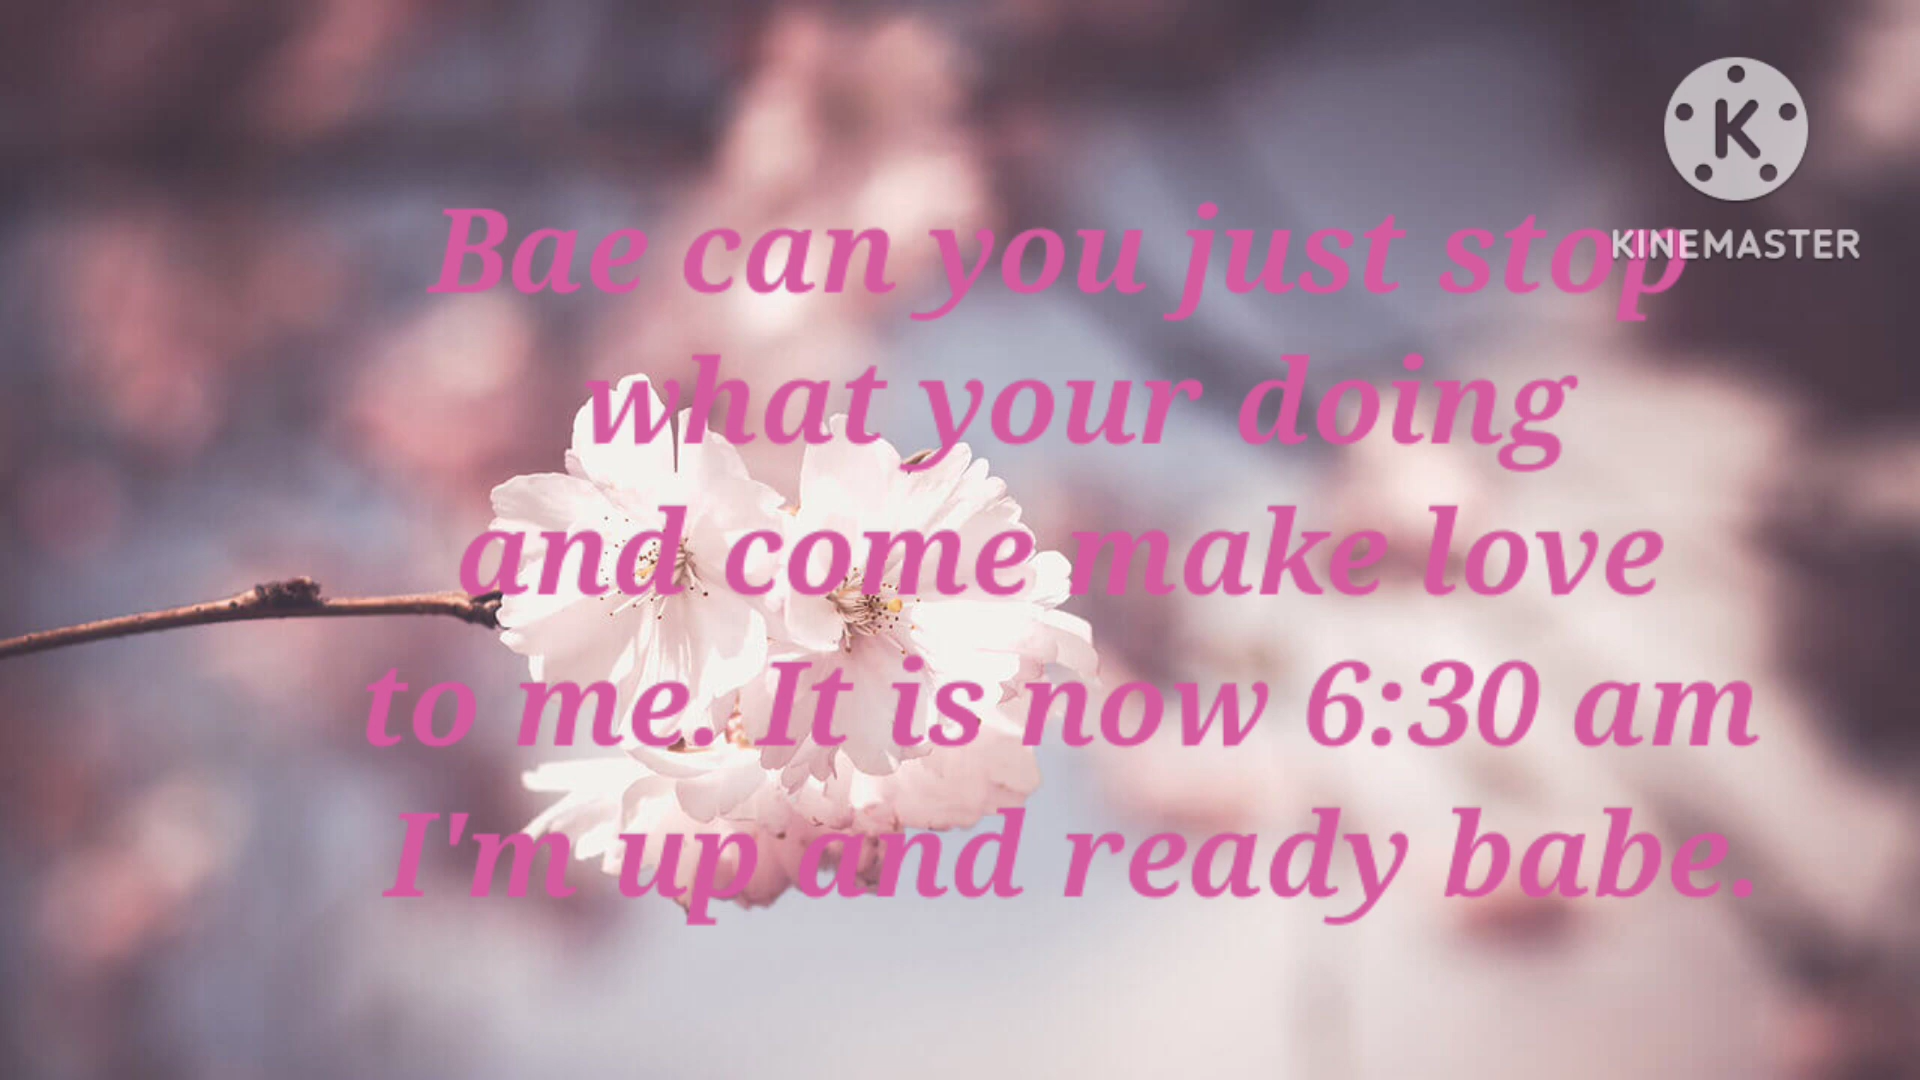 K
KINEMASTER
Bae can you just stop
what your doing
and come make love
to me. It is now 6:30 am
I'm up and ready babe.